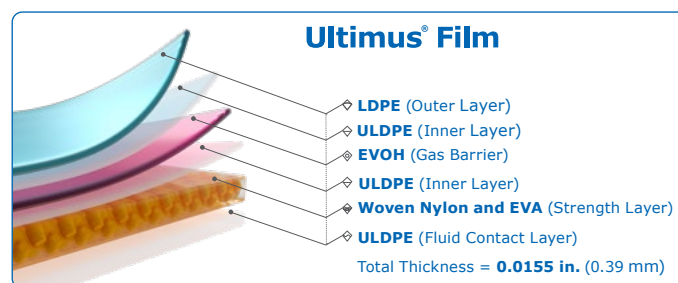 Ultimus® Film
LDPE (Outer Layer)
ULDPE (Inner Layer)
EVOH (Gas Barrier)
ULDPE (Inner Layer)
Woven Nylon and EVA (Strength Layer)
ULDPE (Fluid Contact Layer)
Total Thickness = 0.0155 in. (0.39 mm)